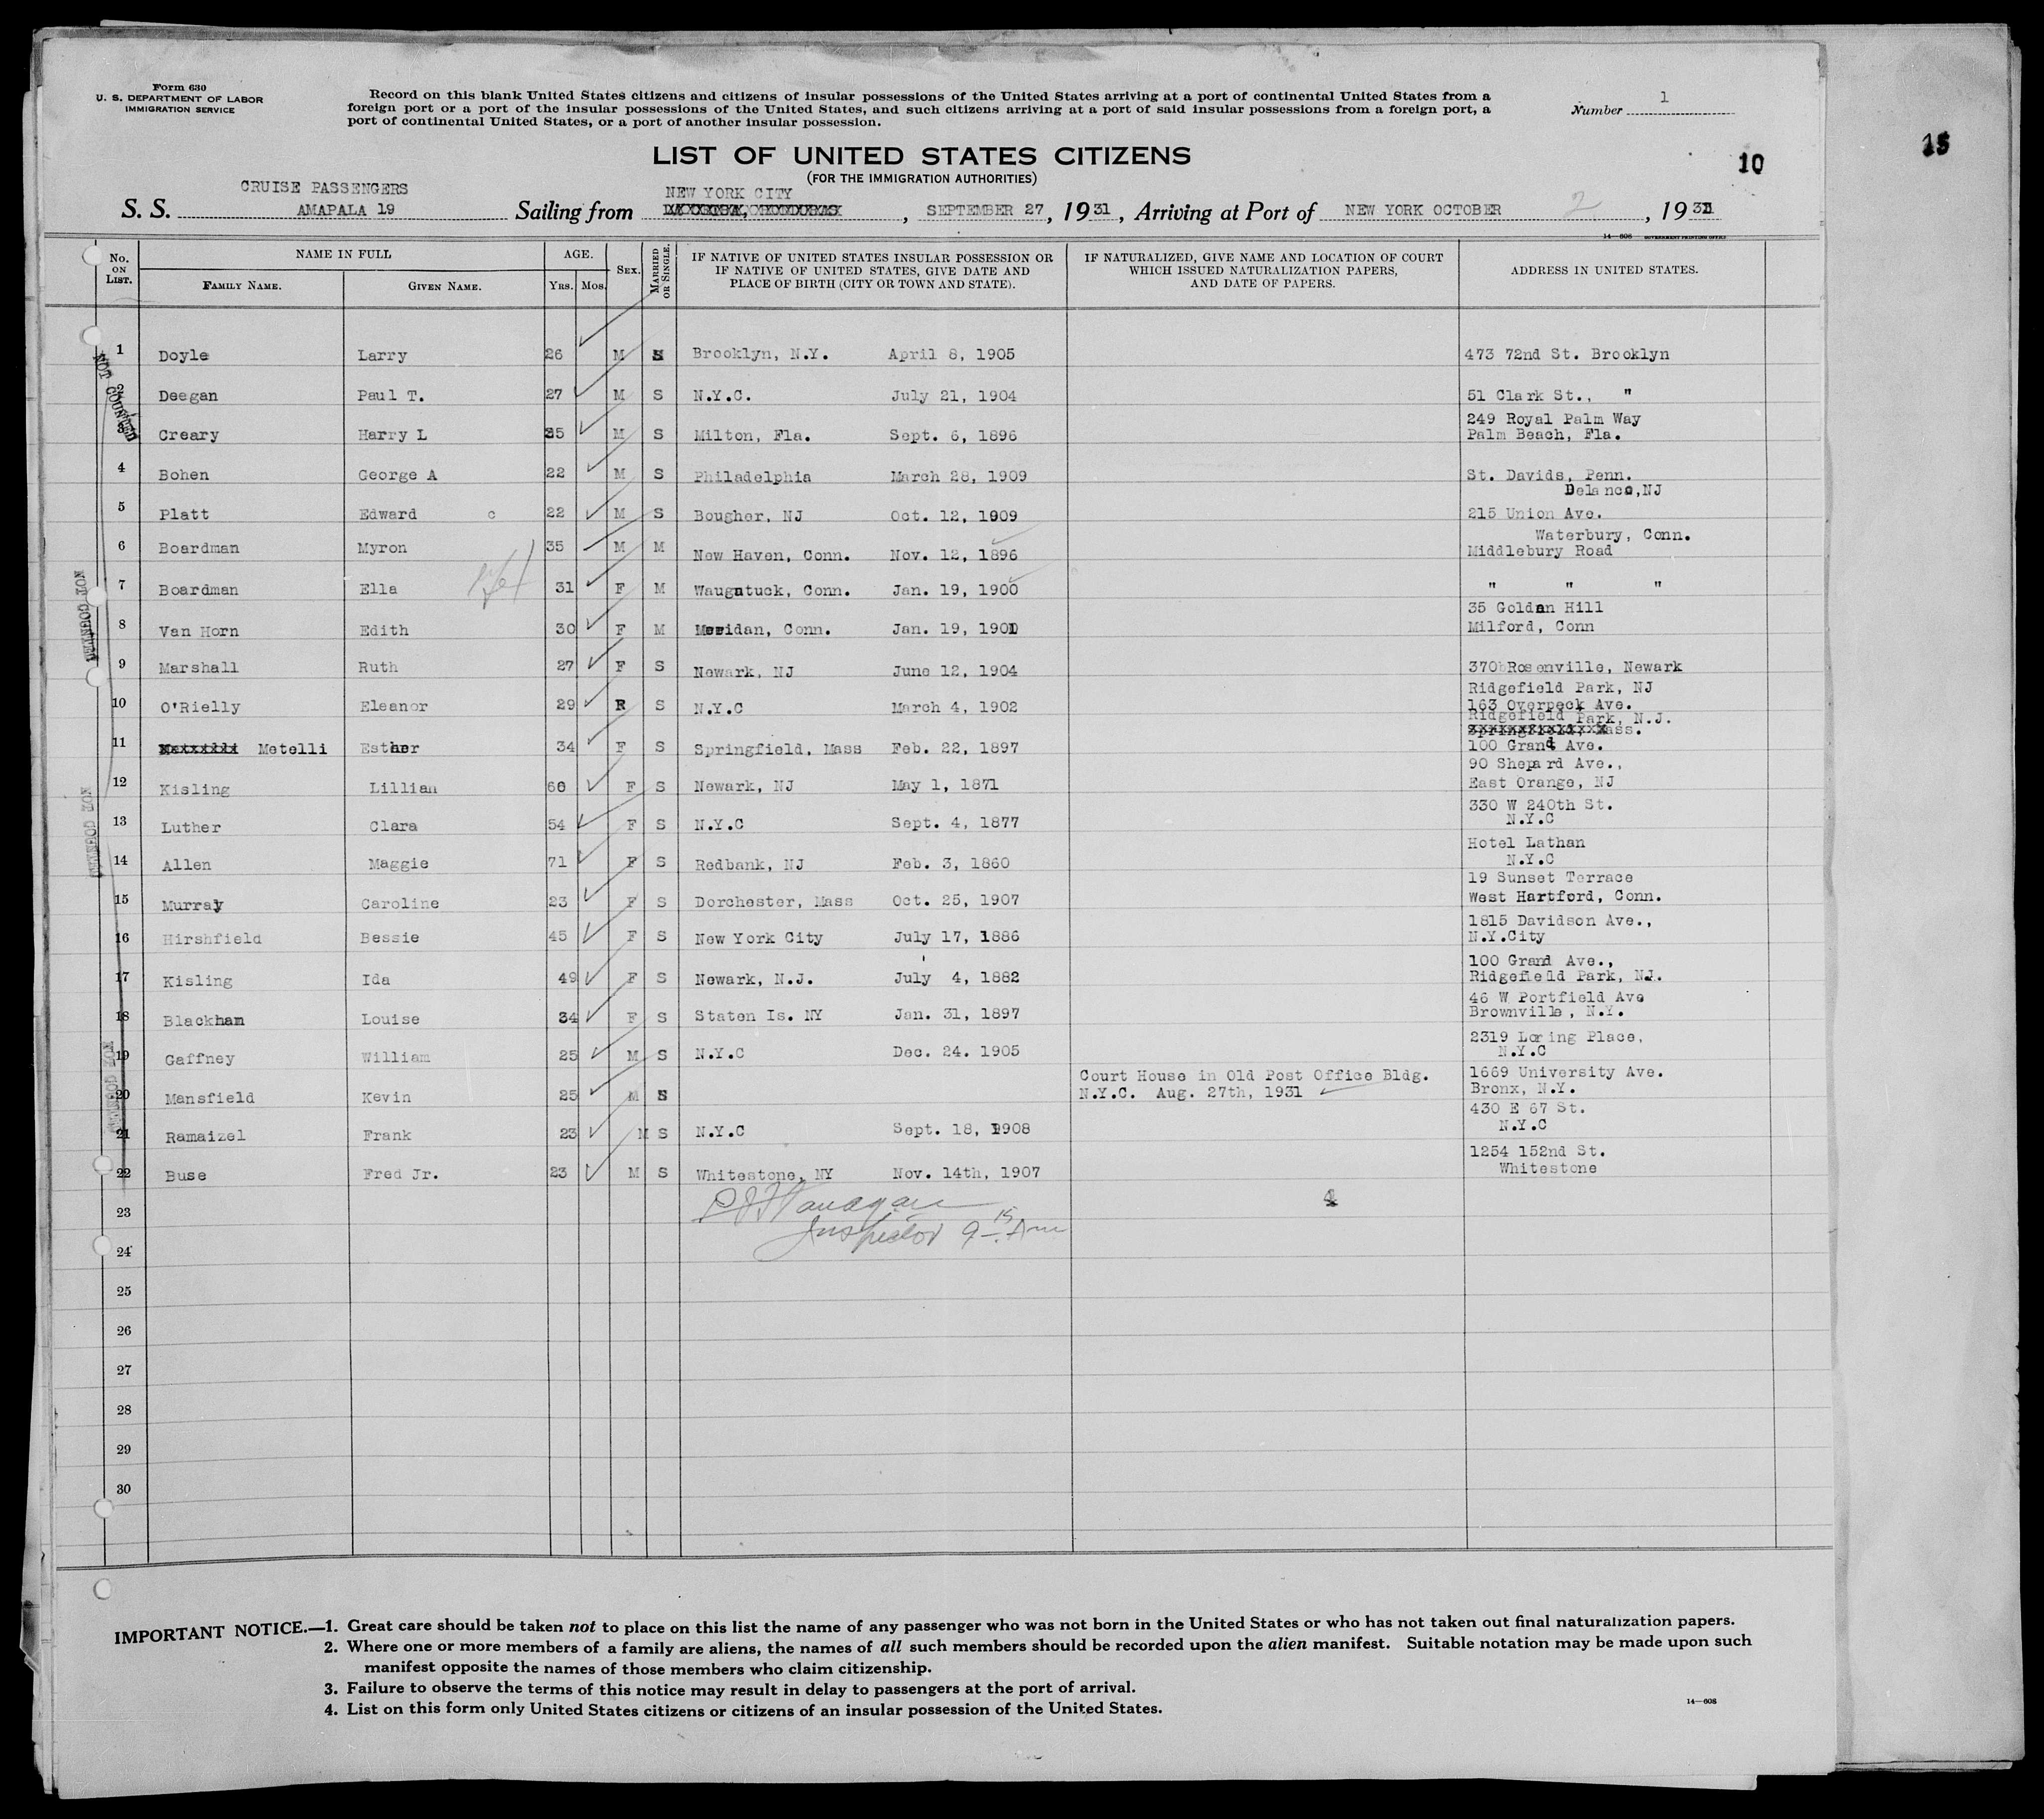 Form 630
U. S. DEPARTMENT OF LABOR
IMMIGRATION SERVICE
Record on this blank United States citizens and citizens of insular possessions of the United States arriving at a port of continental United States from a
foreign port or a port of the insular possessions of the United States, and such citizens arriving at a port of said insular possessions from a foreign port, a
port of continental United States, or a port of another insular possession.
Number 1
15
10
LIST OF UNITED STATES CITIZENS
(FOR THE IMMIGRATION AUTHORITIES)
CRUISE PASSENGERS
NEW YORK CITY
S. S. AMAPALA 19 Sailing from , SEPTEMBER 27, 1931, Arriving at Port of NEW YORK OCTOBER 2, 1931
14—608 GOVERNMENT PRINTING OFFICE
No. ON LIST. NAME IN FULL AGE. SEX. MARRIED OR SINGLE. IF NATIVE OF UNITED STATES INSULAR POSSESSION OR IF NATIVE OF UNITED STATES, GIVE DATE AND PLACE OF BIRTH (CITY OR TOWN AND STATE). IF NATURALIZED, GIVE NAME AND LOCATION OF COURT WHICH ISSUED NATURALIZATION PAPERS, AND DATE OF PAPERS. ADDRESS IN UNITED STATES.
FAMILY NAME. GIVEN NAME. YRS. MOS.
NOT COUNTED
NOT COUNTED
NOT COUNTED
NOT COUNTED
1 Doyle Larry 26 M S Brooklyn, N.Y. April 8, 1905 473 72nd St. Brooklyn
2 Deegan Paul T. 27 M S N.Y.C. July 21, 1904 51 Clark St., "
249 Royal Palm Way
3 Creary Harry L 35 M S Milton, Fla. Sept. 6, 1896 Palm Beach, Fla.
4 Bohen George A 22 M S Philadelphia March 28, 1909 St. Davids, Penn.
Delanco, NJ
5 Platt Edward c 22 M S Bougher, NJ Oct. 12, 1909 215 Union Ave.
Waterbury, Conn.
6 Boardman Myron 35 M M New Haven, Conn. Nov. 12, 1896 Middlebury Road
7 Boardman Ella 31 F M Waugatuck, Conn. Jan. 19, 1900 " " "
35 Golden Hill
8 Van Horn Edith 30 F M Meridan, Conn. Jan. 19, 1901 Milford, Conn
9 Marshall Ruth 27 F S Newark, NJ June 12, 1904 370 Rosenville, Newark
Ridgefield Park, NJ
10 O'Rielly Eleanor 29 R S N.Y.C March 4, 1902 163 Overpeck Ave.
Ridgefield Park, N.J.
11 Metelli Esther 34 F S Springfield, Mass Feb. 22, 1897 100 Grand Ave.
90 Shepard Ave.,
12 Kisling Lillian 60 F S Newark, NJ May 1, 1871 East Orange, NJ
330 W 240th St.
13 Luther Clara 54 F S N.Y.C Sept. 4, 1877 N.Y.C
Hotel Lathan
14 Allen Maggie 71 F S Redbank, NJ Feb. 3, 1860 N.Y.C
19 Sunset Terrace
15 Murray Caroline 23 F S Dorchester, Mass Oct. 25, 1907 West Hartford, Conn.
1815 Davidson Ave.,
16 Hirshfield Bessie 45 F S New York City July 17, 1886 N.Y.City
100 Grand Ave.,
17 Kisling Ida 49 F S Newark, N.J. July 4, 1882 Ridgefield Park, NJ.
46 W Portfield Ave
18 Blackham Louise 34 F S Staten Is. NY Jan. 31, 1897 Brownville, N.Y.
2319 Loring Place,
19 Gaffney William 25 M S N.Y.C Dec. 24. 1905 N.Y.C
Court House in Old Post Office Bldg. 1669 University Ave.
20 Mansfield Kevin 25 M S N.Y.C. Aug. 27th, 1931 Bronx, N.Y.
430 E 67 St.
21 Ramaizel Frank 23 M S N.Y.C Sept. 18, 1908 N.Y.C
1254 152nd St.
22 Buse Fred Jr. 23 M S Whitestone, NY Nov. 14th, 1907 Whitestone
23 Flanagan 4
24 Inspector 9 15 Am
25
26
27
28
29
30
IMPORTANT NOTICE.—1. Great care should be taken not to place on this list the name of any passenger who was not born in the United States or who has not taken out final naturalization papers.
2. Where one or more members of a family are aliens, the names of all such members should be recorded upon the alien manifest. Suitable notation may be made upon such
manifest opposite the names of those members who claim citizenship.
3. Failure to observe the terms of this notice may result in delay to passengers at the port of arrival.
4. List on this form only United States citizens or citizens of an insular possession of the United States.
14—608